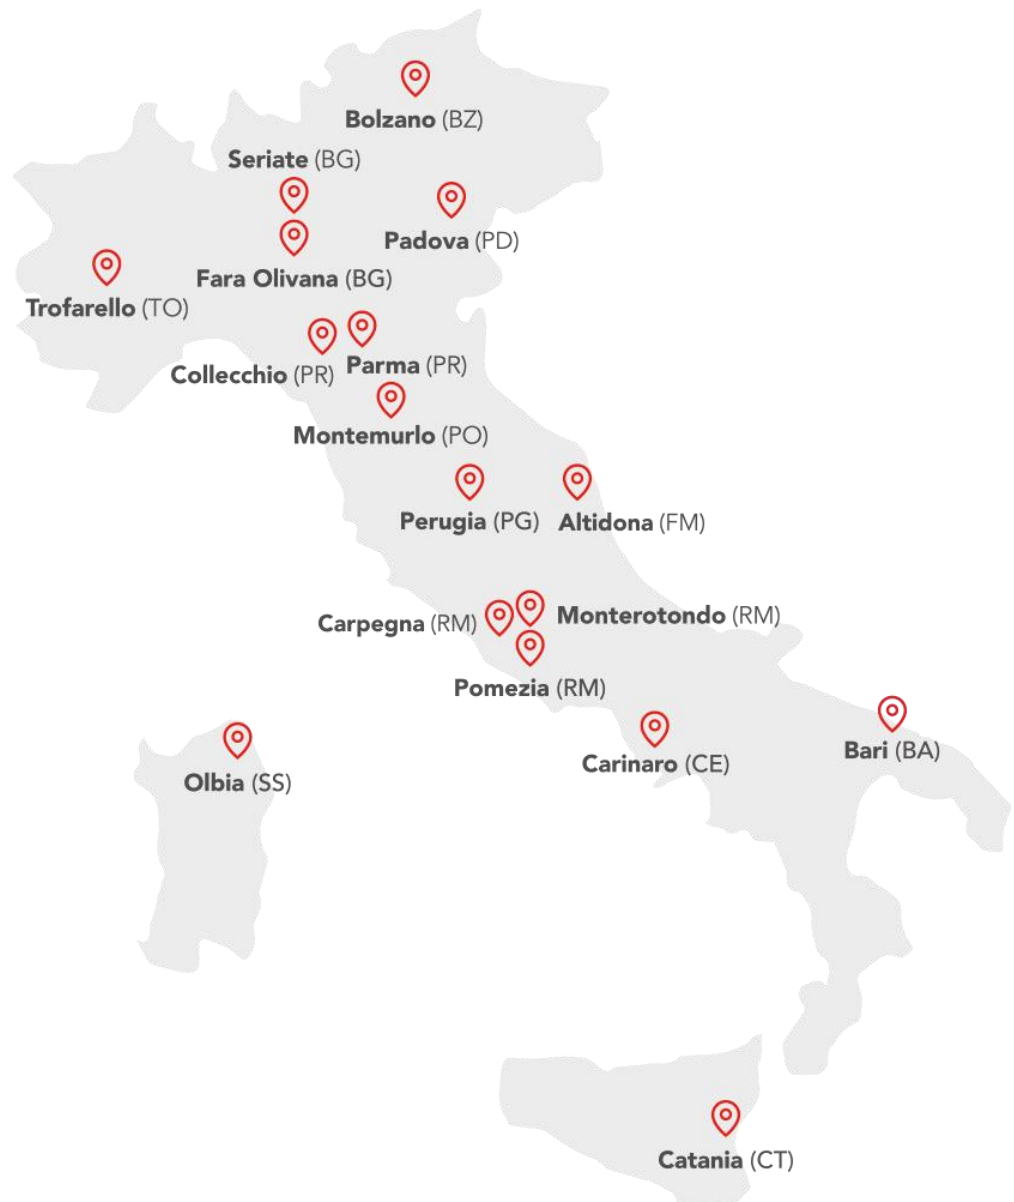 Bolzano (BZ)
Seriate (BG)
Padova (PD)
Fara Olivana (BG)
Trofarello (TO)
Parma (PR)
Collecchio (PR)
Montemurlo (PO)
Perugia (PG)
Altidona (FM)
Monterotondo (RM)
Carpegna (RM)
Pomezia (RM)
Bari (BA)
Carinaro (CE)
Olbia (SS)
Catania (CT)